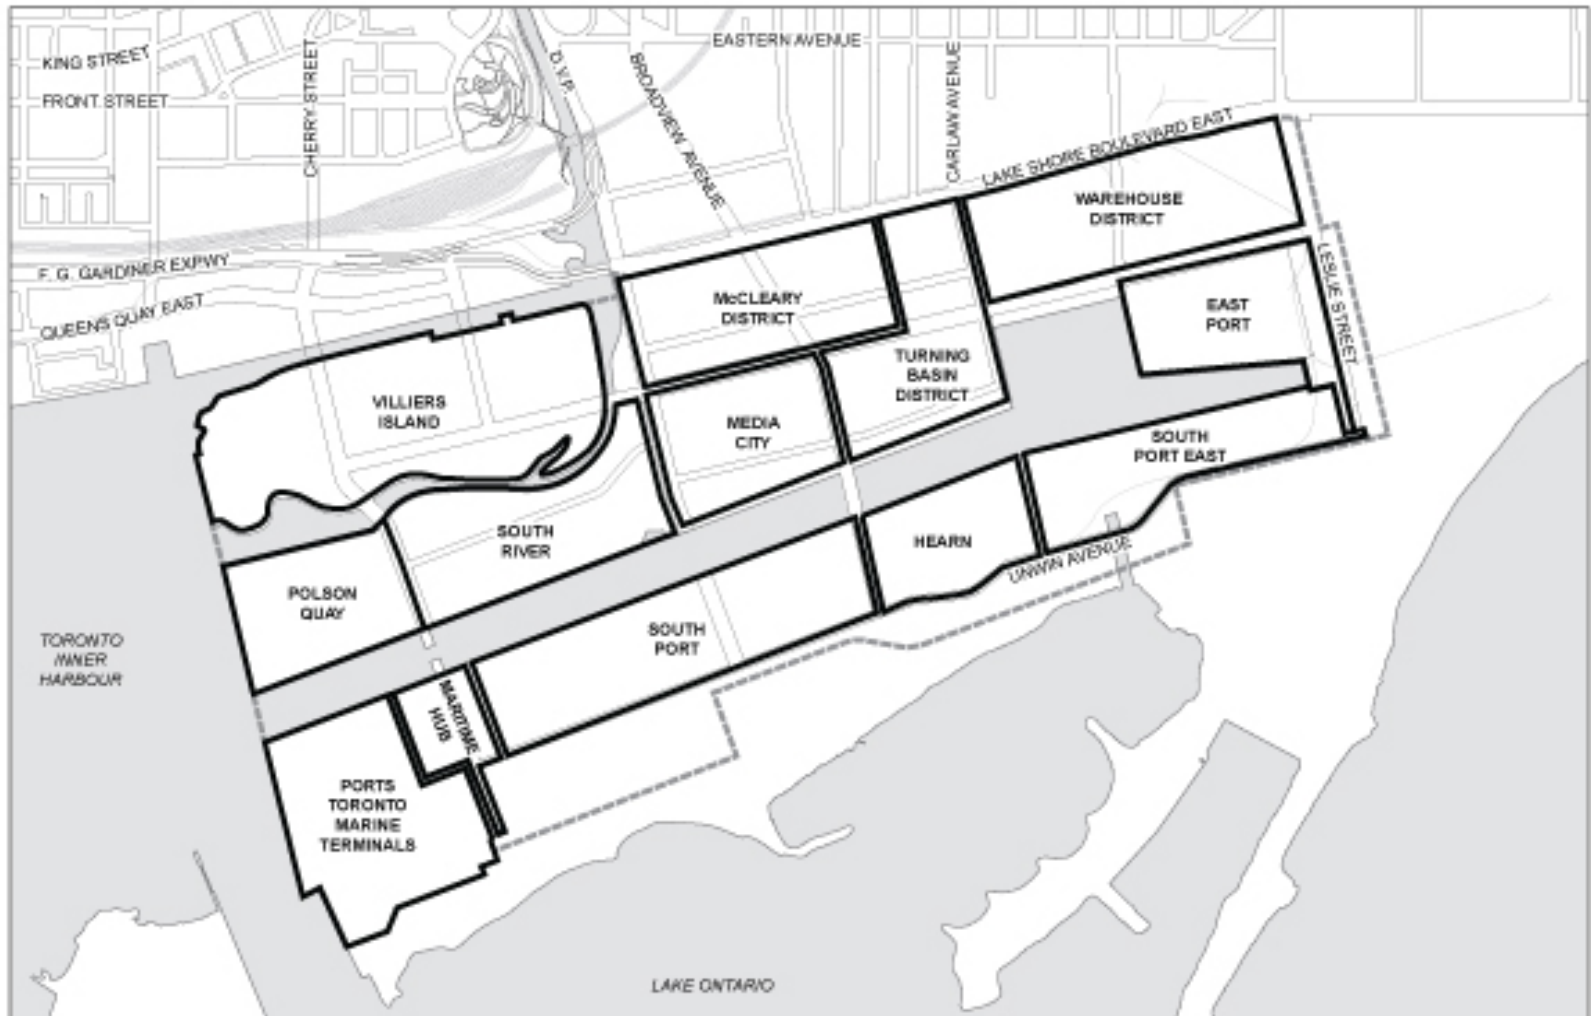 KING STREET
FRONT STREET
CHERRY STREET
D.V.P.
BROADVIEW AVENUE
EASTERN AVENUE
CARLAW AVENUE
LAKE SHORE BOULEVARD EAST
F. G. GARDINER EXPWY
QUEENS QUAY EAST
WAREHOUSE
DISTRICT
LESLIE STREET
McCLEARY
DISTRICT
EAST
PORT
TURNING
BASIN
DISTRICT
VILLIERS
ISLAND
MEDIA
CITY
SOUTH
PORT EAST
SOUTH
RIVER
HEARN
UNWIN AVENUE
POLSON
QUAY
SOUTH
PORT
TORONTO
INNER
HARBOUR
MARITIME
HUB
PORTS
TORONTO
MARINE
TERMINALS
LAKE ONTARIO